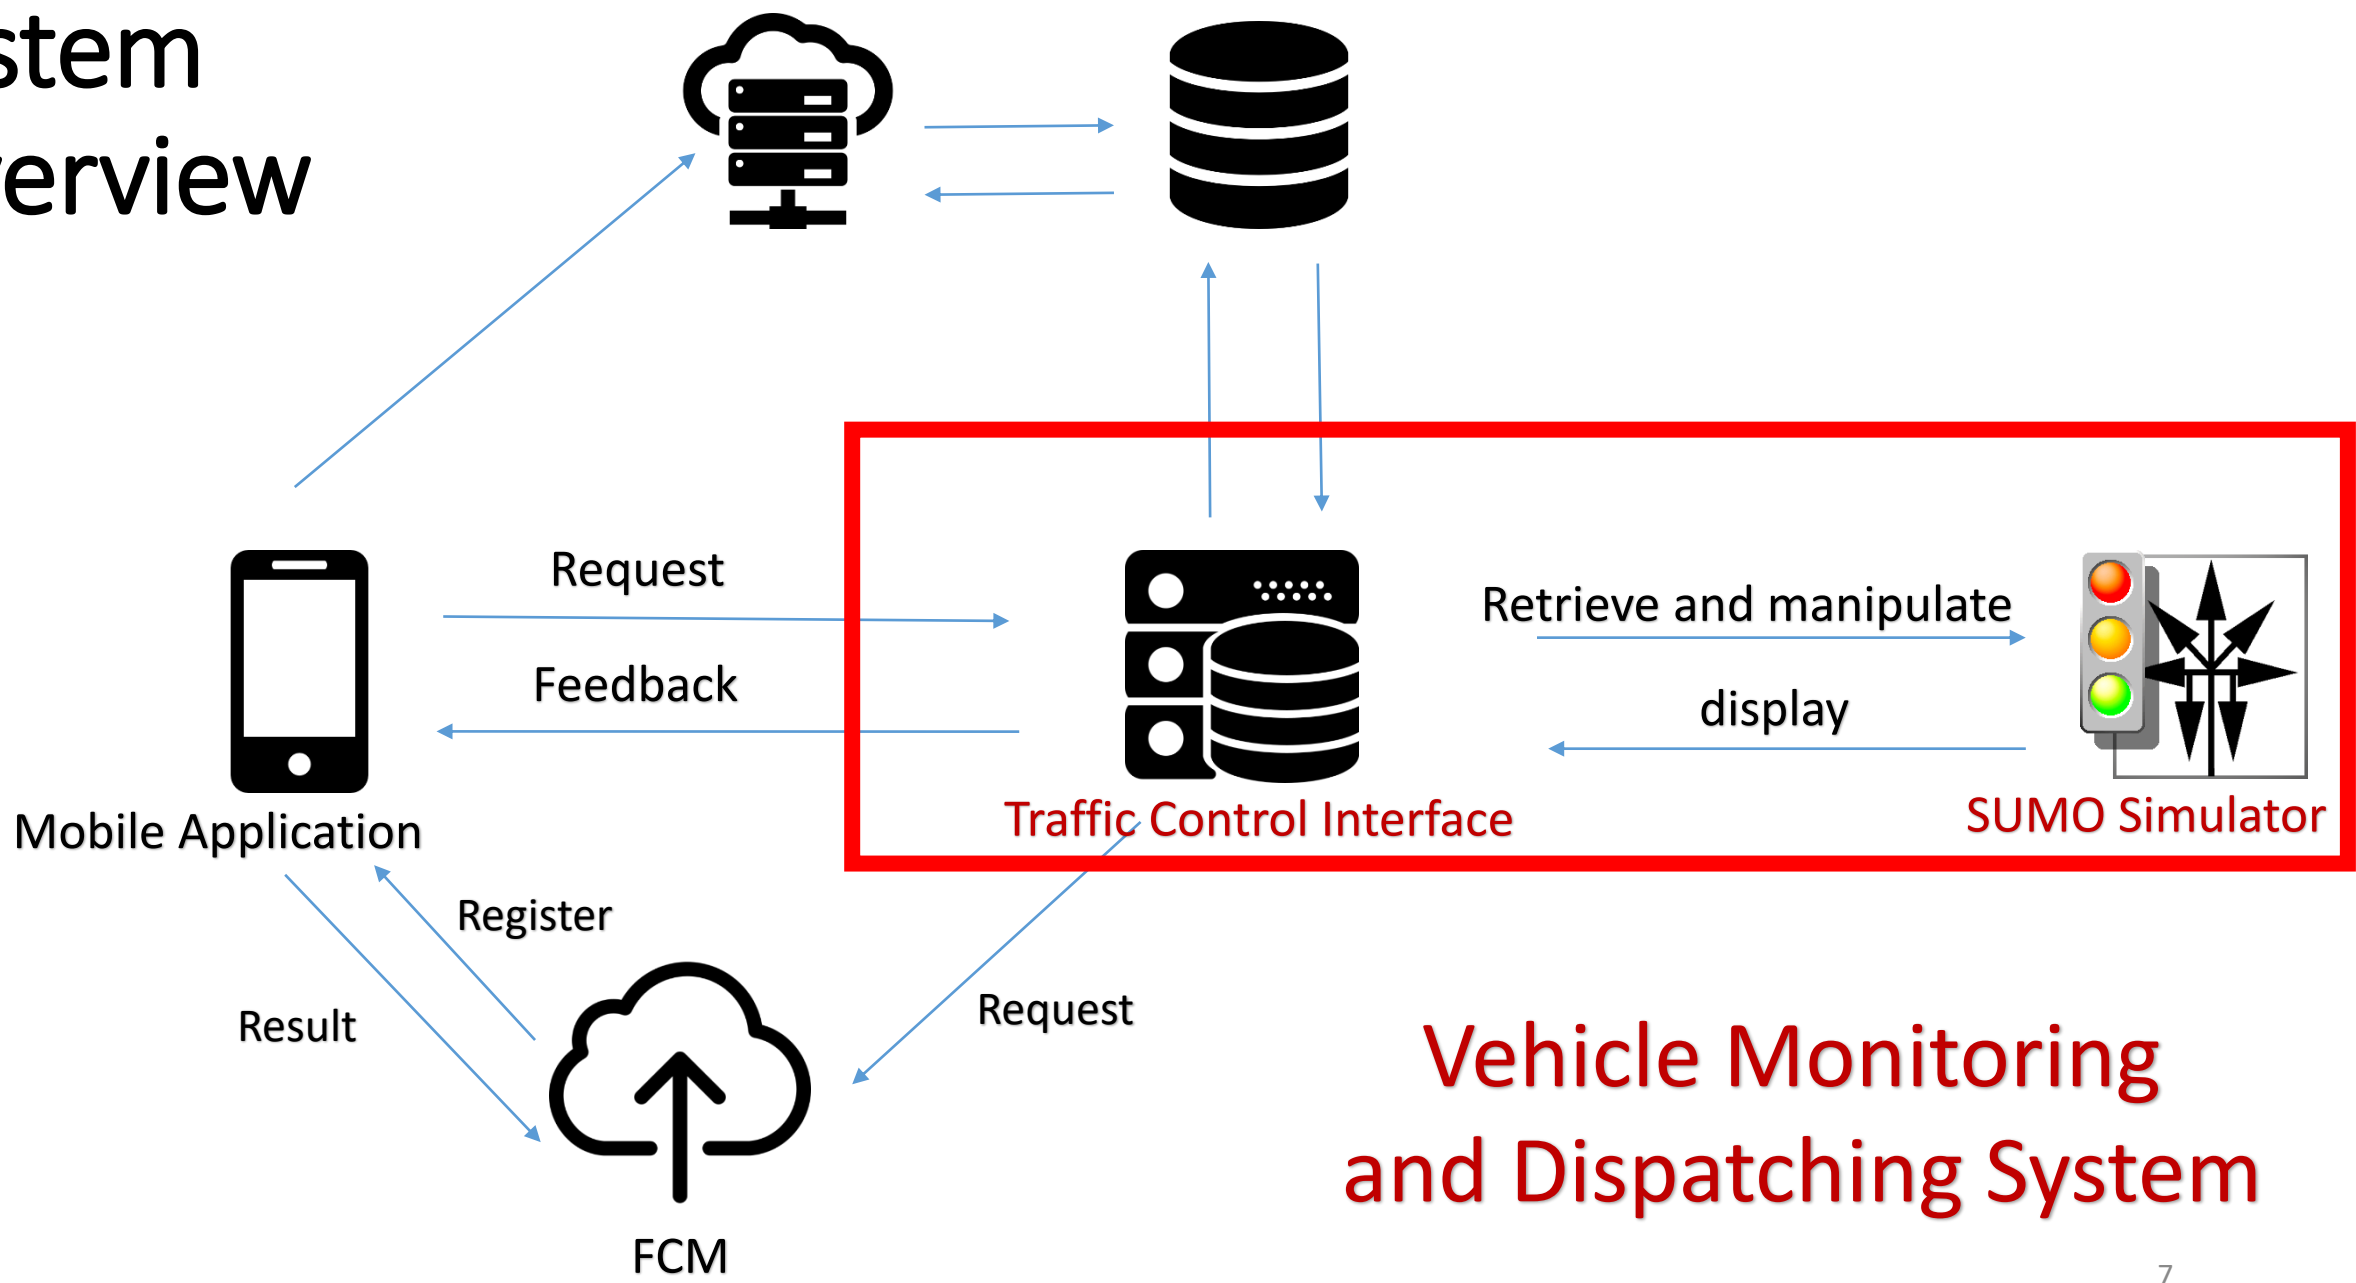 stem
verview
Request
Feedback
Retrieve and manipulate
display
Mobile Application
Traffic Control Interface
SUMO Simulator
Register
Result
Request
FCM
Vehicle Monitoring
and Dispatching System
7